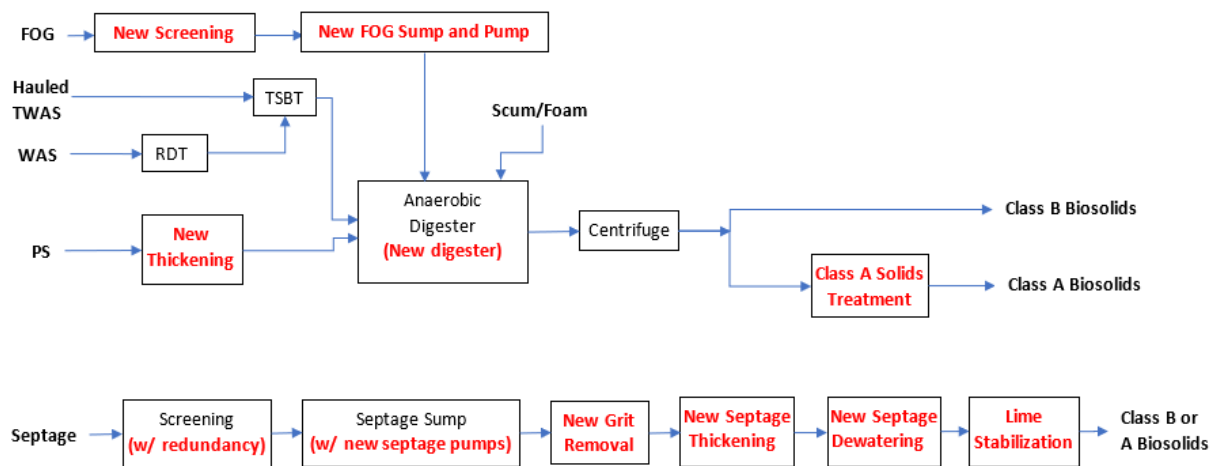 FOG
New Screening
New FOG Sump and Pump
Hauled
TWAS
TSBT
Scum/Foam
WAS
RDT
Anaerobic
Digester
(New digester)
Centrifuge
Class B Biosolids
PS
New
Thickening
Class A Solids
Treatment
Class A Biosolids
Septage
Screening
(w/ redundancy)
Septage Sump
(w/ new septage pumps)
New Grit
Removal
New Septage
Thickening
New Septage
Dewatering
Lime
Stabilization
Class B or
A Biosolids